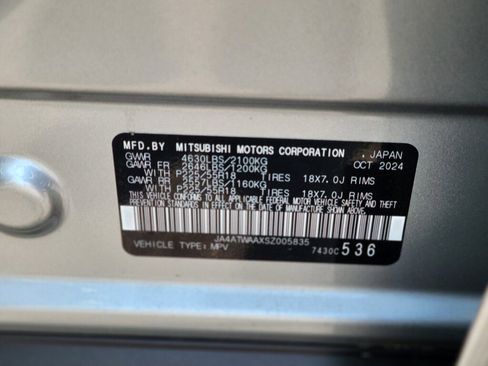 MFD.BY MITSUBISHI MOTORS CORPORATION , JAPAN
GVWR 4630LBS/2100KG OCT 2024
GAWR FR 2646LBS/1200KG
WITH P225/55R18 TIRES 18X7.0J RIMS
GAWR RR /1160KG
WITH P225/55R18 TIRES 18X7.0J RIMS
THIS VEHICLE CONFORMS TO ALL APPLICABLE FEDERAL MOTOR VEHICLE SAFETY AND THEFT
PREVENTION STANDARDS IN EFFECT ON THE DATE OF MANUFACTURE SHOWN ABOVE.
JA4ATWAAXSZ005835
VEHICLE TYPE: MPV 7430C 536